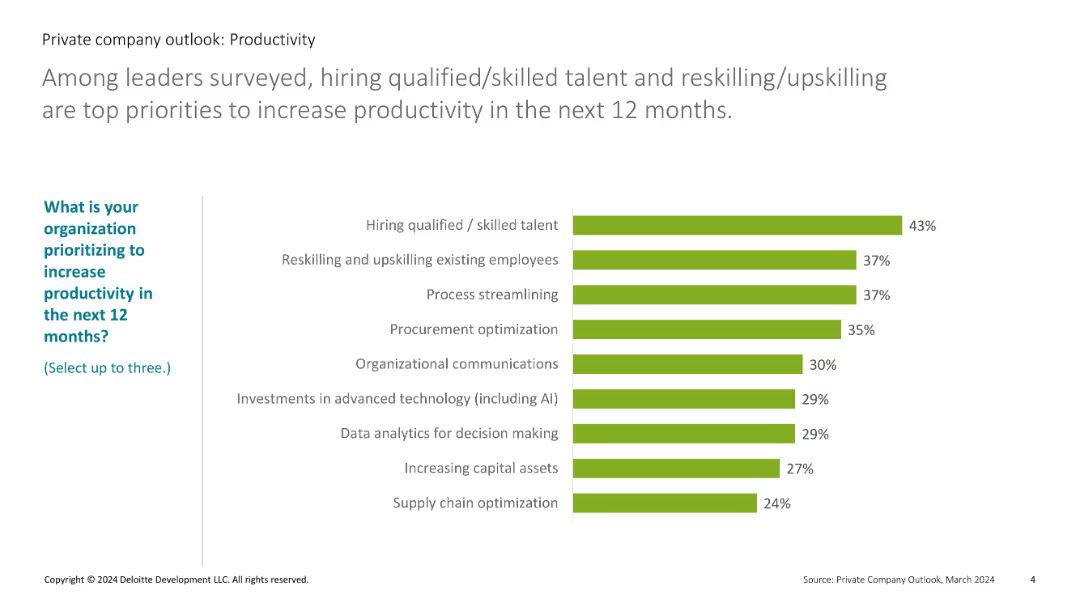 Private company outlook: Productivity
Among leaders surveyed, hiring qualified/skilled talent and reskilling/upskilling
are top priorities to increase productivity in the next 12 months.
What is your
organization
prioritizing to
increase
productivity in
the next 12
months?
(Select up to three.)
Hiring qualified / skilled talent 43%
Reskilling and upskilling existing employees 37%
Process streamlining 37%
Procurement optimization 35%
Organizational communications 30%
Investments in advanced technology (including AI) 29%
Data analytics for decision making 29%
Increasing capital assets 27%
Supply chain optimization 24%
Copyright © 2024 Deloitte Development LLC. All rights reserved.
Source: Private Company Outlook, March 2024 4